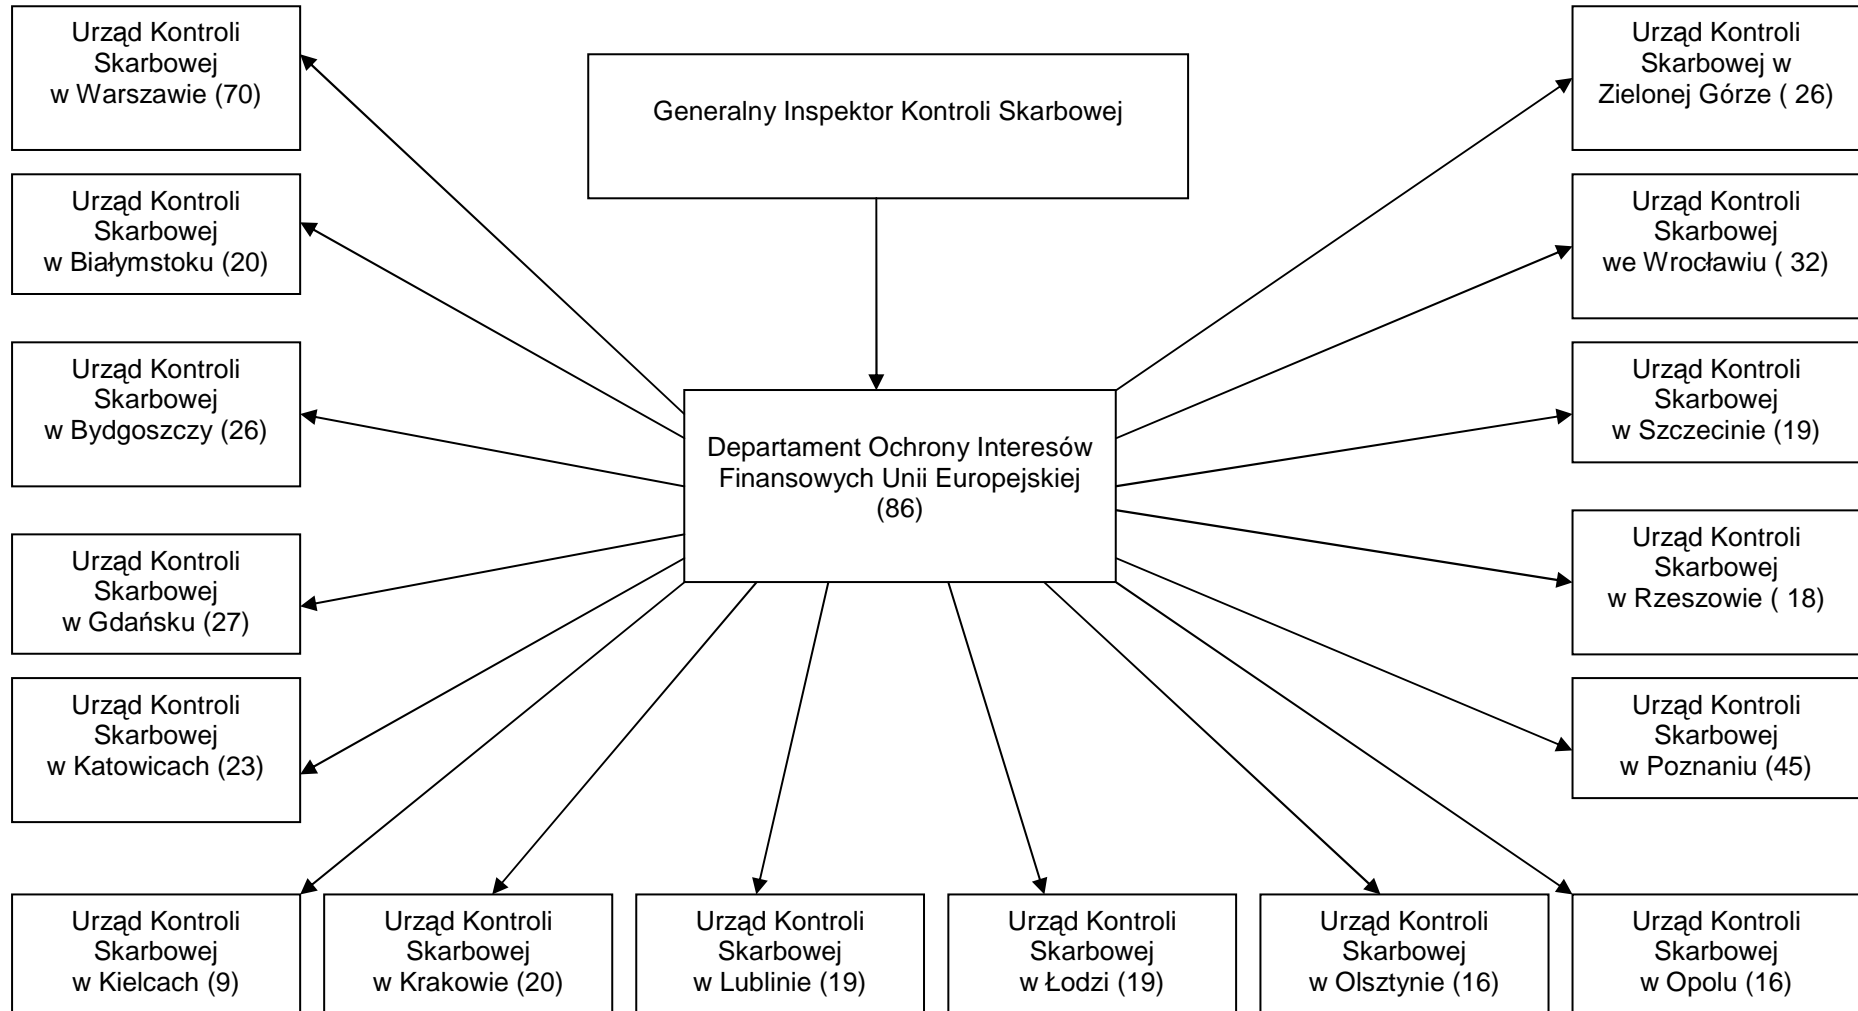 Urząd Kontroli
Skarbowej
w Warszawie (70)
Generalny Inspektor Kontroli Skarbowej
Urząd Kontroli
Skarbowej w
Zielonej Górze ( 26)
Urząd Kontroli
Skarbowej
w Białymstoku (20)
Urząd Kontroli
Skarbowej
we Wrocławiu ( 32)
Urząd Kontroli
Skarbowej
w Bydgoszczy (26)
Departament Ochrony Interesów
Finansowych Unii Europejskiej
(86)
Urząd Kontroli
Skarbowej
w Szczecinie (19)
Urząd Kontroli
Skarbowej
w Gdańsku (27)
Urząd Kontroli
Skarbowej
w Rzeszowie ( 18)
Urząd Kontroli
Skarbowej
w Katowicach (23)
Urząd Kontroli
Skarbowej
w Poznaniu (45)
Urząd Kontroli
Skarbowej
w Kielcach (9)
Urząd Kontroli
Skarbowej
w Krakowie (20)
Urząd Kontroli
Skarbowej
w Lublinie (19)
Urząd Kontroli
Skarbowej
w Łodzi (19)
Urząd Kontroli
Skarbowej
w Olsztynie (16)
Urząd Kontroli
Skarbowej
w Opolu (16)